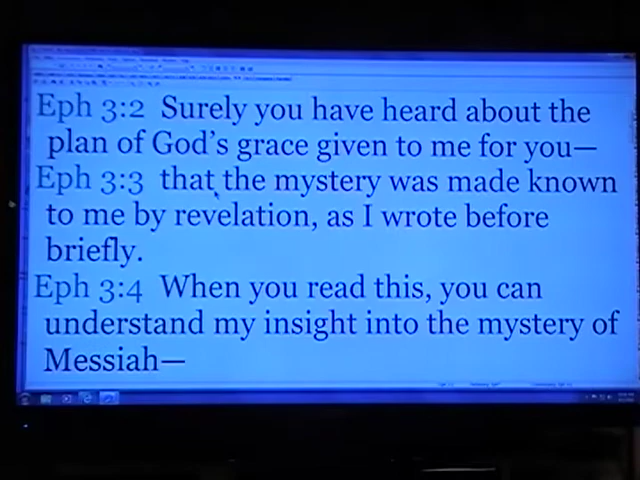 Eph 3:2 Surely you have heard about the
plan of God's grace given to me for you—
Eph 3:3 that the mystery was made known
to me by revelation, as I wrote before
briefly.
Eph 3:4 When you read this, you can
understand my insight into the mystery of
Messiah—